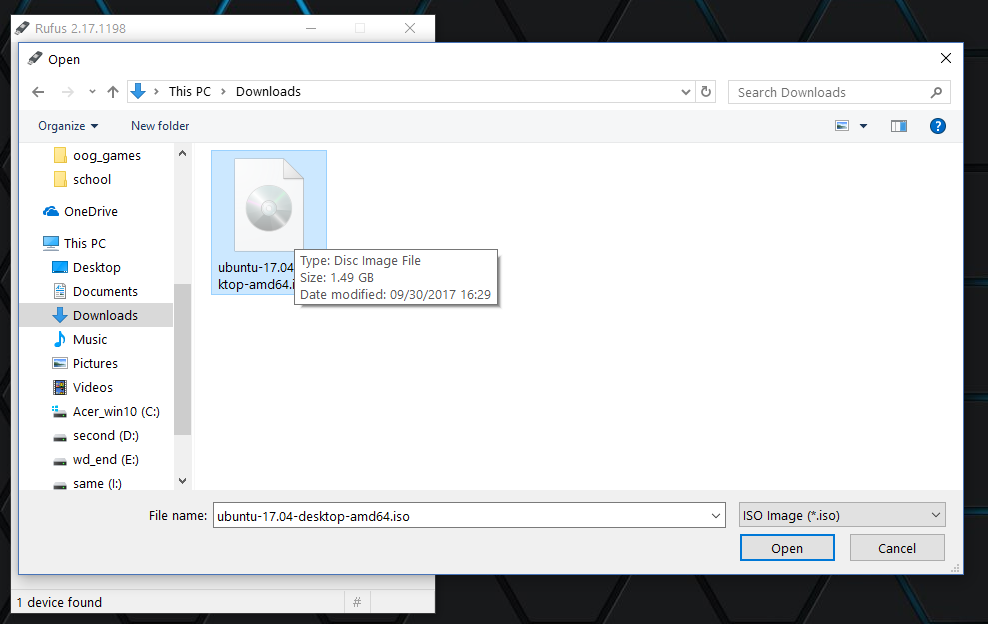 Rufus 2.17.1198
Open
This PC > Downloads
Search Downloads
Organize
New folder
oog_games
school
OneDrive
This PC
Desktop
Documents
Downloads
Music
Pictures
Videos
Acer_win10 (C:)
second (D:)
wd_end (E:)
same (I:)
ubuntu-17.04
ktop-amd64.i
Type: Disc Image File
Size: 1.49 GB
Date modified: 09/30/2017 16:29
File name:
ubuntu-17.04-desktop-amd64.iso
ISO Image (*.iso)
Open
Cancel
1 device found
#